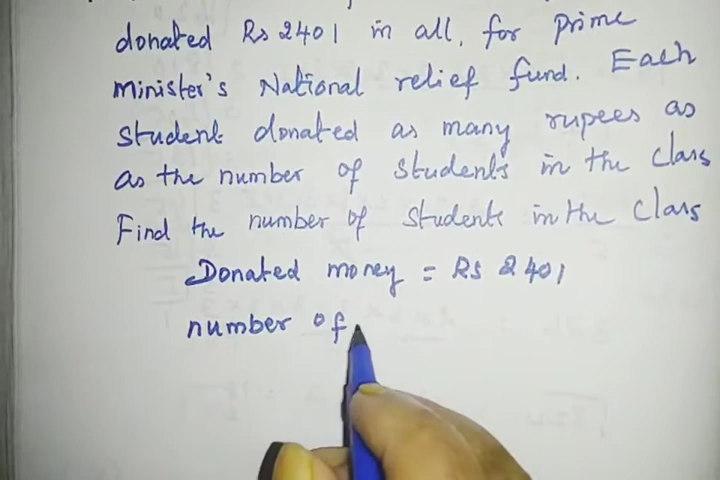 donated Rs 2401 in all, for prime
minister's National relief fund. Each
student donated as many rupees as
as the number of students in the class
Find the number of students in the class
Donated money = Rs 2401
number of